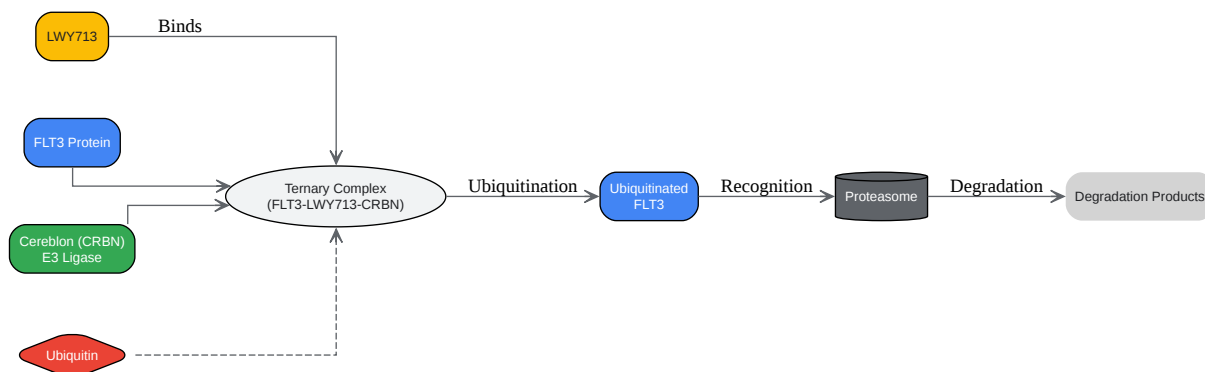 LWY713
Binds
FLT3 Protein
Cereblon (CRBN)
E3 Ligase
Ubiquitin
Ternary Complex
(FLT3-LWY713-CRBN)
Ubiquitination
Ubiquitinated
FLT3
Recognition
Proteasome
Degradation
Degradation Products